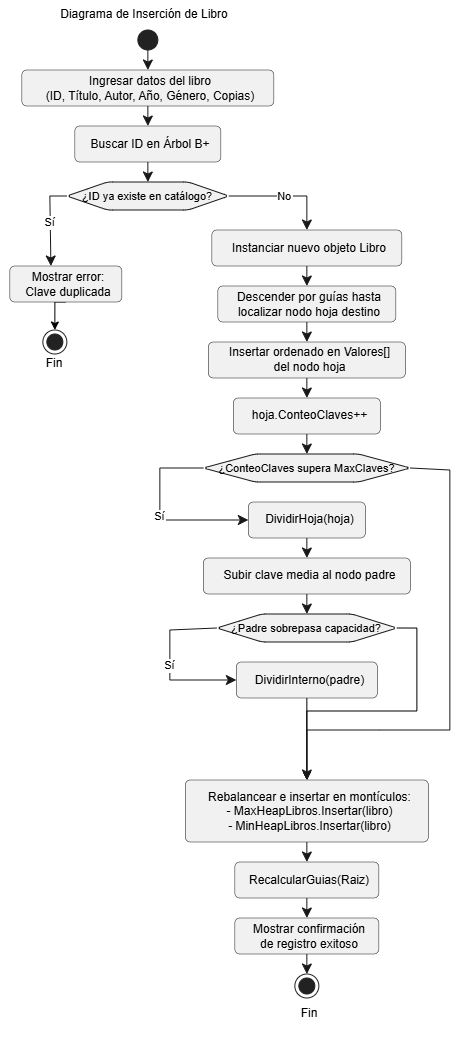 Diagrama de Inserción de Libro
Ingresar datos del libro
(ID, Título, Autor, Año, Género, Copias)
Buscar ID en Árbol B+
¿ID ya existe en catálogo?
Sí
No
Mostrar error:
Clave duplicada
Fin
Instanciar nuevo objeto Libro
Descender por guías hasta
localizar nodo hoja destino
Insertar ordenado en Valores[]
del nodo hoja
hoja.ConteoClaves++
¿ConteoClaves supera MaxClaves?
Sí
DividirHoja(hoja)
Subir clave media al nodo padre
¿Padre sobrepasa capacidad?
Sí
DividirInterno(padre)
Rebalancear e insertar en montículos:
- MaxHeapLibros.Insertar(libro)
- MinHeapLibros.Insertar(libro)
RecalcularGuias(Raiz)
Mostrar confirmación
de registro exitoso
Fin